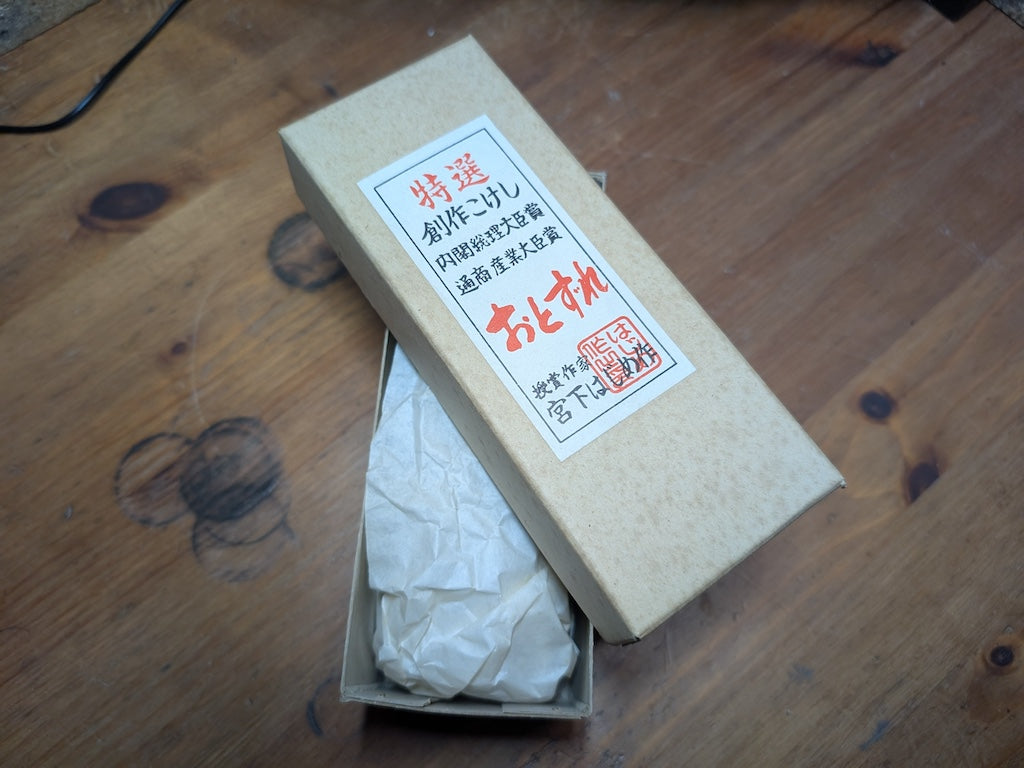 特選
創作こけし
内閣総理大臣賞
通商産業大臣賞
おとずれ
授賞作家
宮下はじめ作